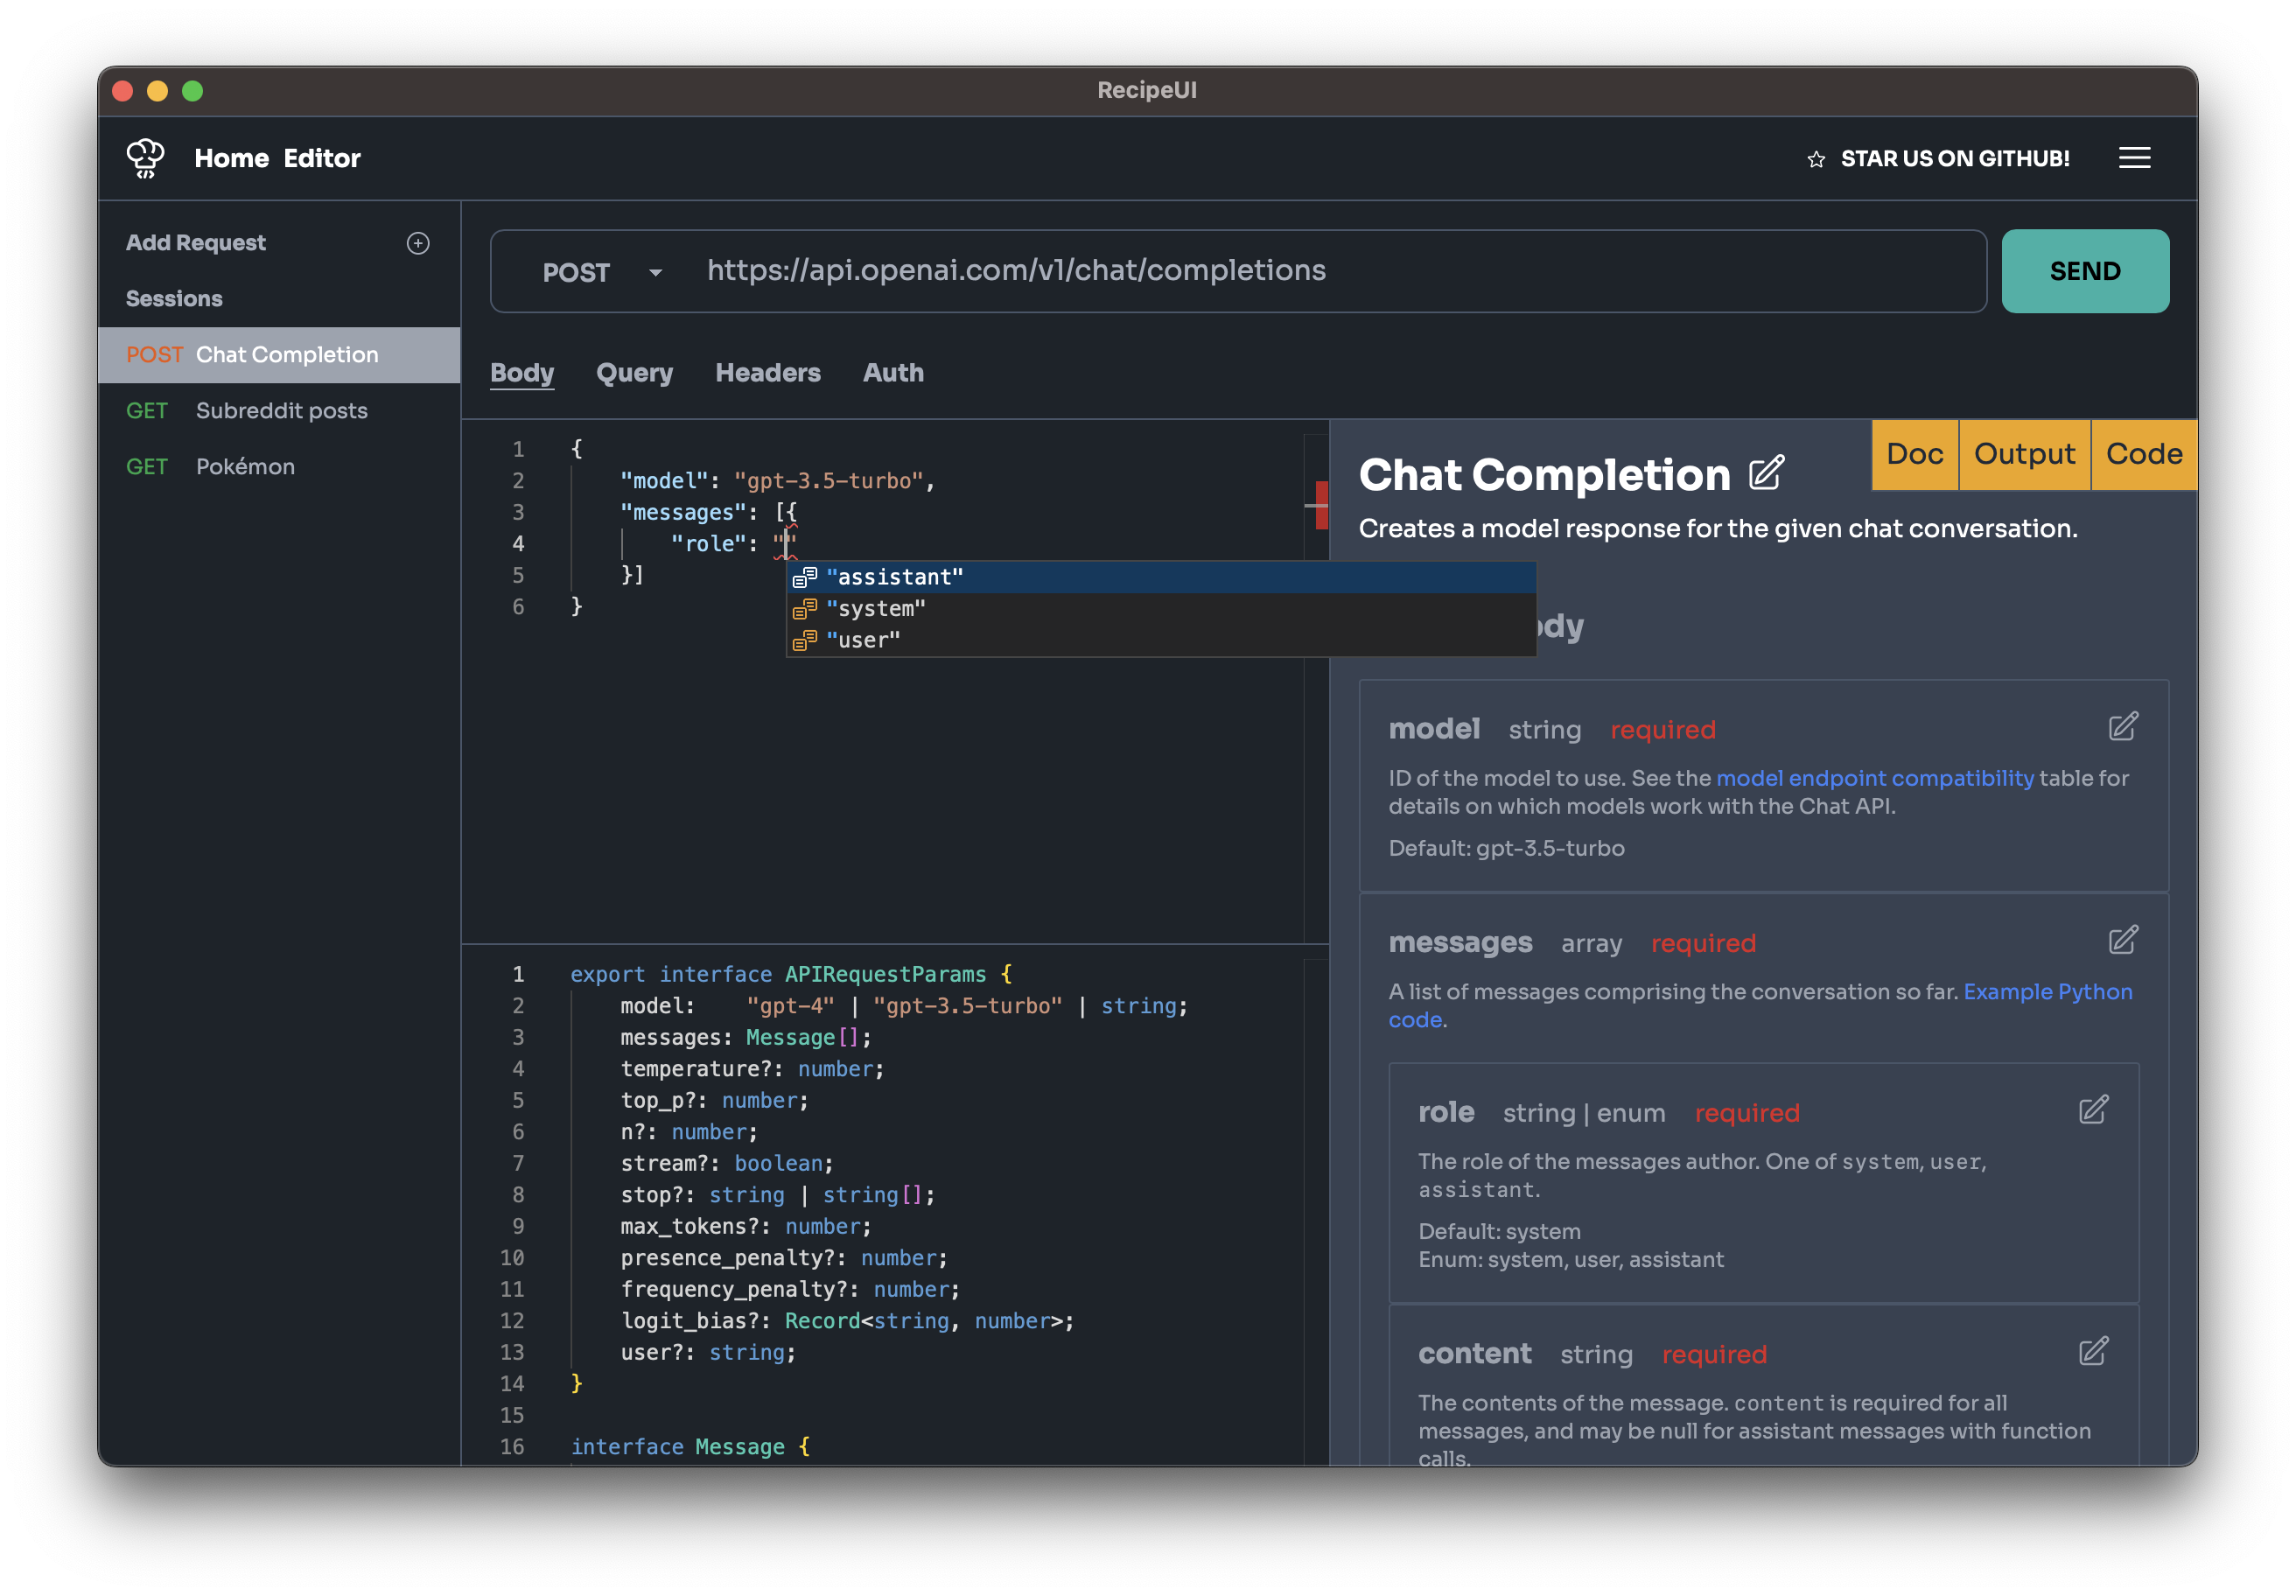 RecipeUI
Home Editor
STAR US ON GITHUB!
Add Request
Sessions
POST Chat Completion
GET Subreddit posts
GET Pokémon
POST https://api.openai.com/v1/chat/completions
SEND
Body Query Headers Auth
1 {
2 "model": "gpt-3.5-turbo",
3 "messages": [{
4 "role": ""
5 }]
6 }
"assistant"
"system"
"user"
1 export interface APIRequestParams {
2 model: "gpt-4" | "gpt-3.5-turbo" | string;
3 messages: Message[];
4 temperature?: number;
5 top_p?: number;
6 n?: number;
7 stream?: boolean;
8 stop?: string | string[];
9 max_tokens?: number;
10 presence_penalty?: number;
11 frequency_penalty?: number;
12 logit_bias?: Record<string, number>;
13 user?: string;
14 }
15
16 interface Message {
Doc Output Code
Chat Completion
Creates a model response for the given chat conversation.
model string required
ID of the model to use. See the model endpoint compatibility table for
details on which models work with the Chat API.
Default: gpt-3.5-turbo
messages array required
A list of messages comprising the conversation so far. Example Python
code.
role string | enum required
The role of the messages author. One of system, user,
assistant.
Default: system
Enum: system, user, assistant
content string required
The contents of the message. content is required for all
messages, and may be null for assistant messages with function
calls.